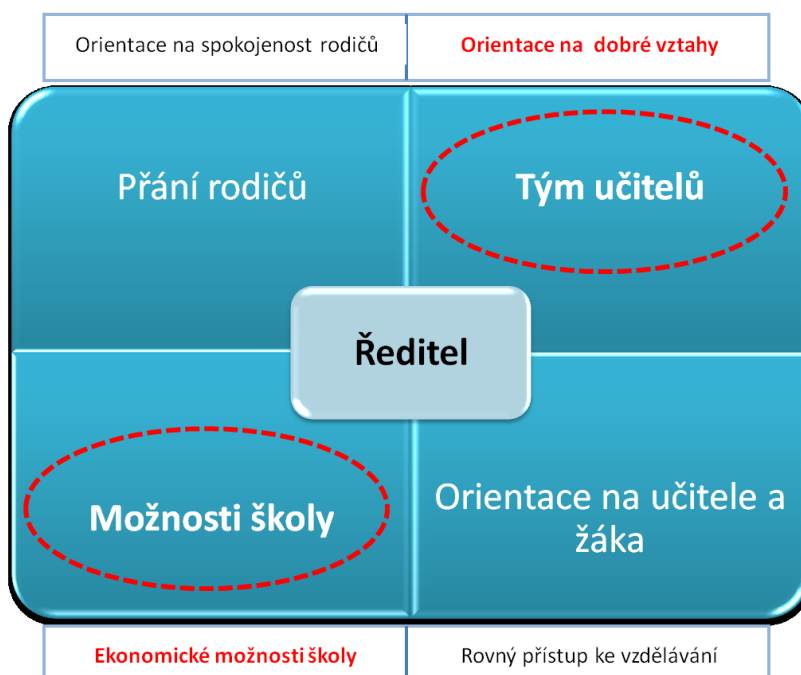 Orientace na spokojenost rodičů
Orientace na dobré vztahy
Přání rodičů
Tým učitelů
Ředitel
Možnosti školy
Orientace na učitele a
žáka
Ekonomické možnosti školy
Rovný přístup ke vzdělávání